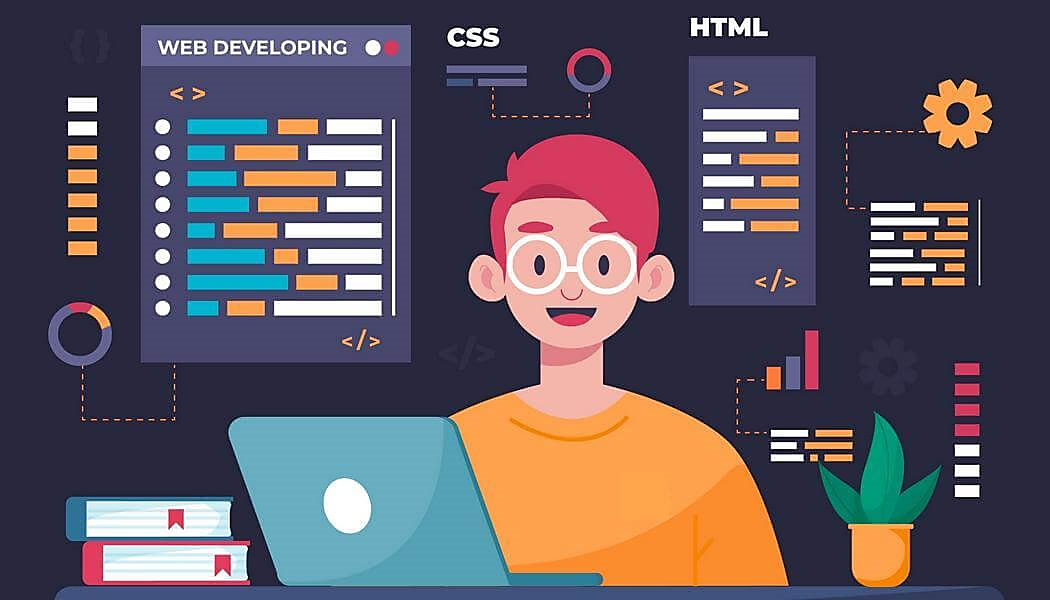 WEB DEVELOPING
CSS
HTML
{ }
< >
< >
</>
</>
</>